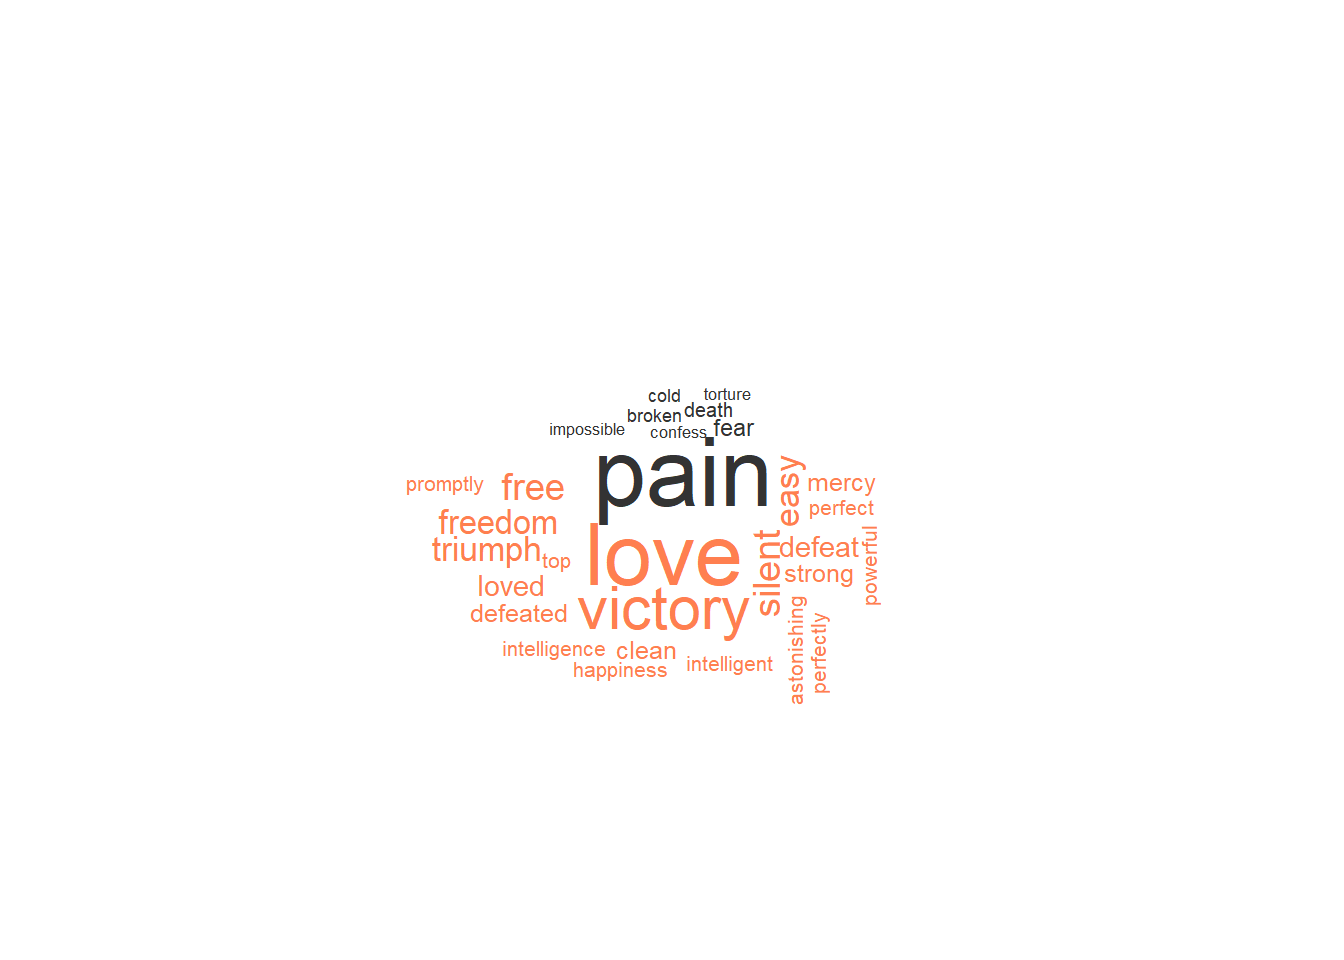 cold torture
broken death
impossible confess fear
pain
promptly free easy mercy
perfect
freedom
triumph top love silent defeat powerful
loved strong
defeated victory
intelligence clean intelligent astonishing perfectly
happiness